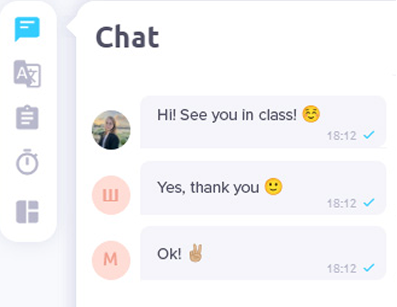 Chat
Hi! See you in class! ☺️
18:12
Ш
Yes, thank you 🙂
18:12
M
Ok! ✌🏼
18:12